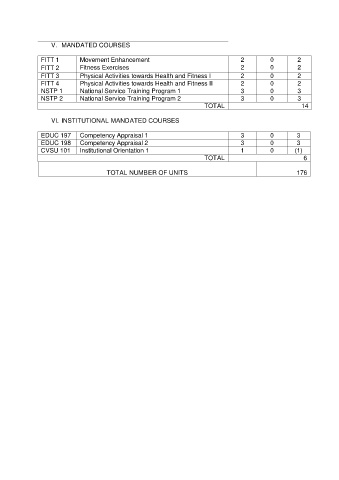 V. MANDATED COURSES
FITT 1 Movement Enhancement 2 0 2
FITT 2 Fitness Exercises 2 0 2
FITT 3 Physical Activities towards Health and Fitness I 2 0 2
FITT 4 Physical Activities towards Health and Fitness II 2 0 2
NSTP 1 National Service Training Program 1 3 0 3
NSTP 2 National Service Training Program 2 3 0 3
TOTAL 14
VI. INSTITUTIONAL MANDATED COURSES
EDUC 197 Competency Appraisal 1 3 0 3
EDUC 198 Competency Appraisal 2 3 0 3
CVSU 101 Institutional Orientation 1 1 0 (1)
TOTAL 6
TOTAL NUMBER OF UNITS 176